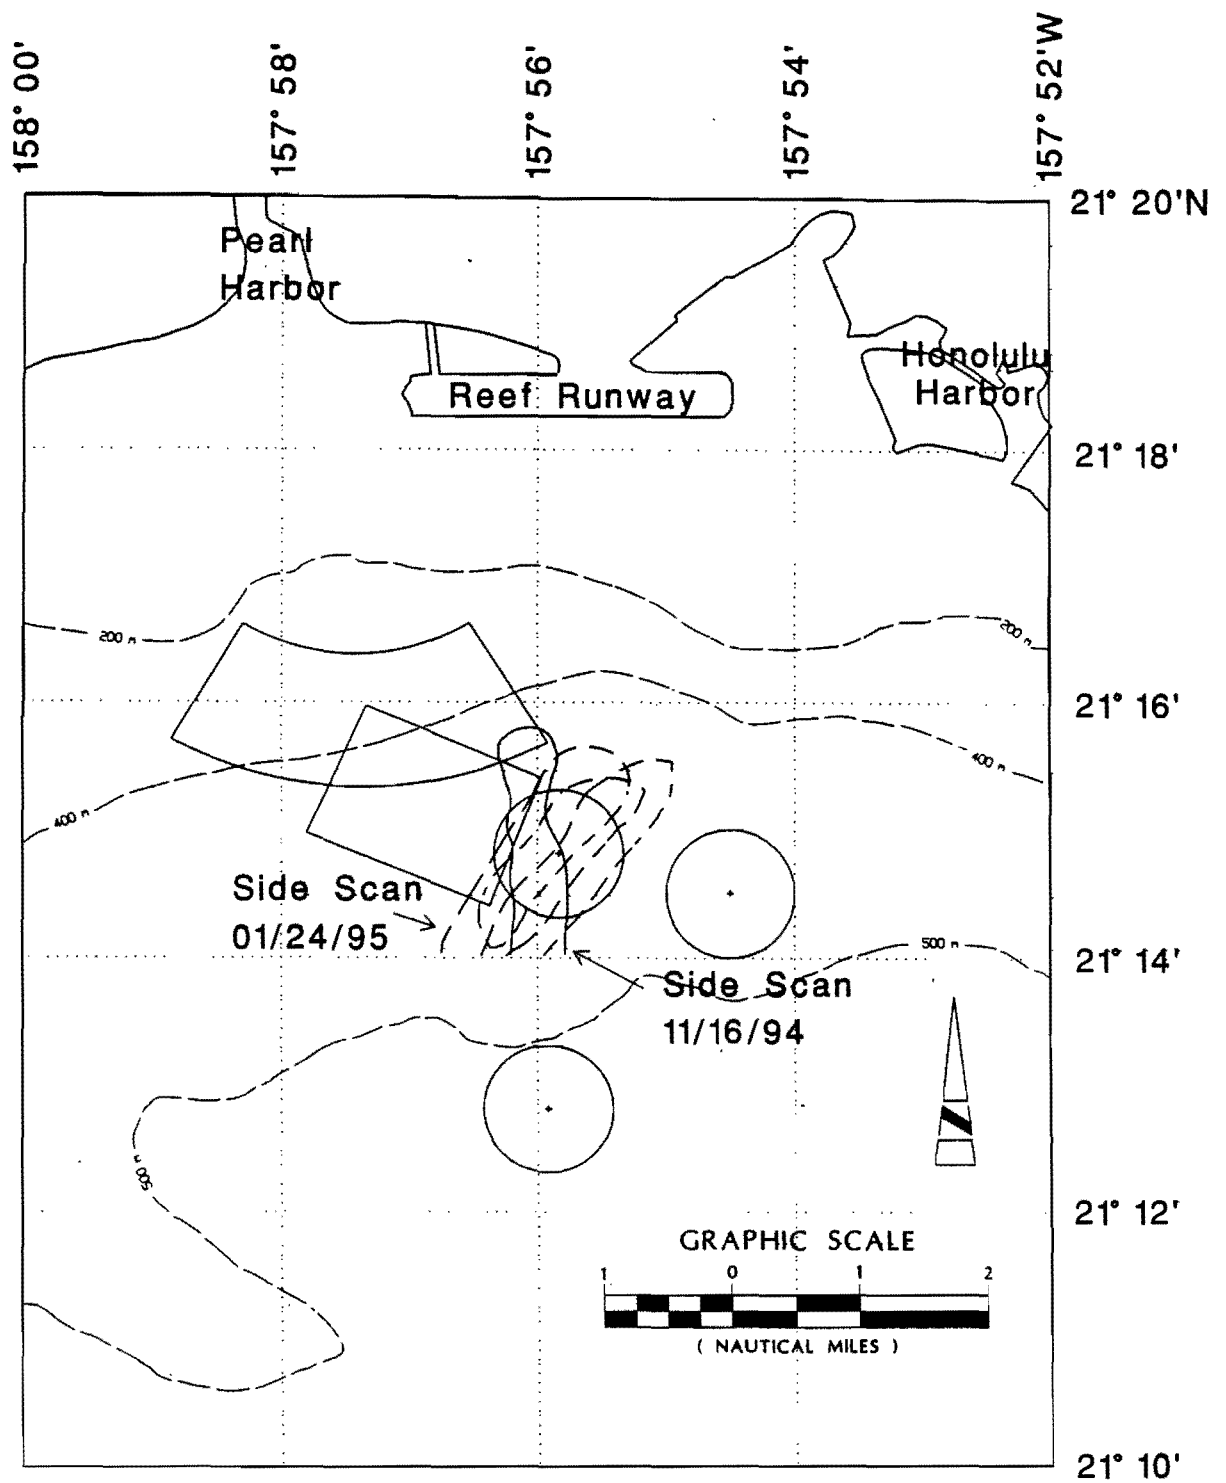 158° 00'
157° 58'
157° 56'
157° 54'
157° 52'W
21° 20'N
Pearl
Harbor
Honolulu
Harbor
Reef Runway
21° 18'
200 m
200 m
21° 16'
400 m
400 m
Side Scan
01/24/95
500 m
21° 14'
Side Scan
11/16/94
500 m
21° 12'
GRAPHIC SCALE
1 0 1 2
( NAUTICAL MILES )
21° 10'